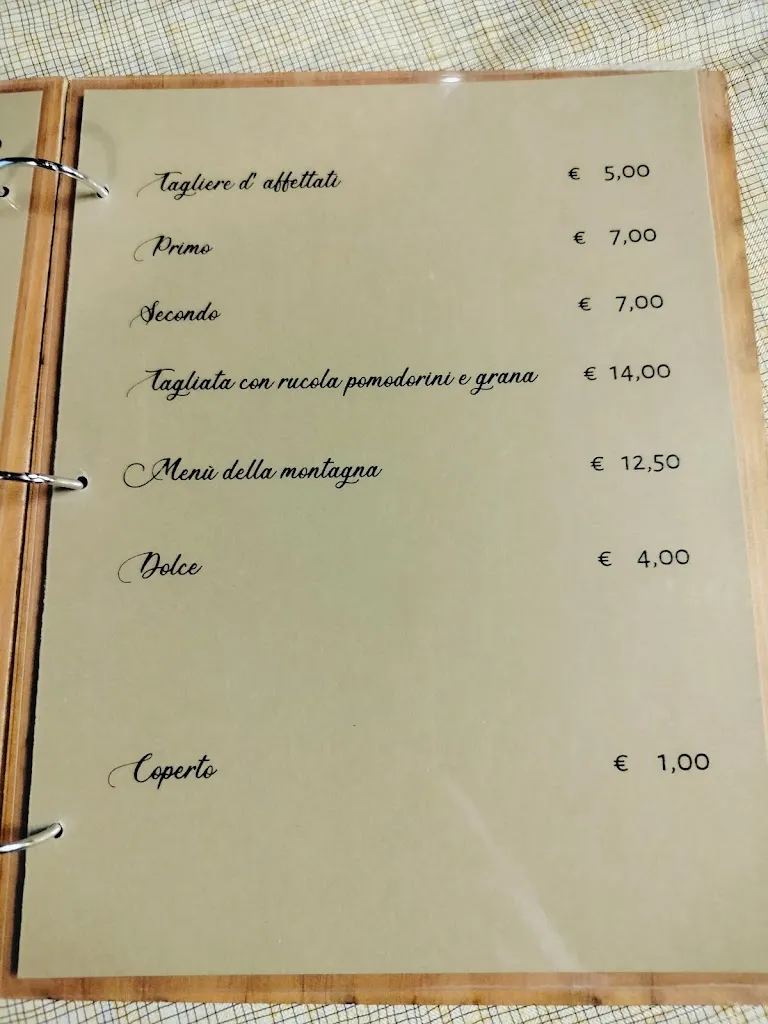 Tagliere d' affettati € 5,00
Primo € 7,00
Secondo € 7,00
Tagliata con rucola pomodorini e grana € 14,00
Menù della montagna € 12,50
Dolce € 4,00
Coperto € 1,00